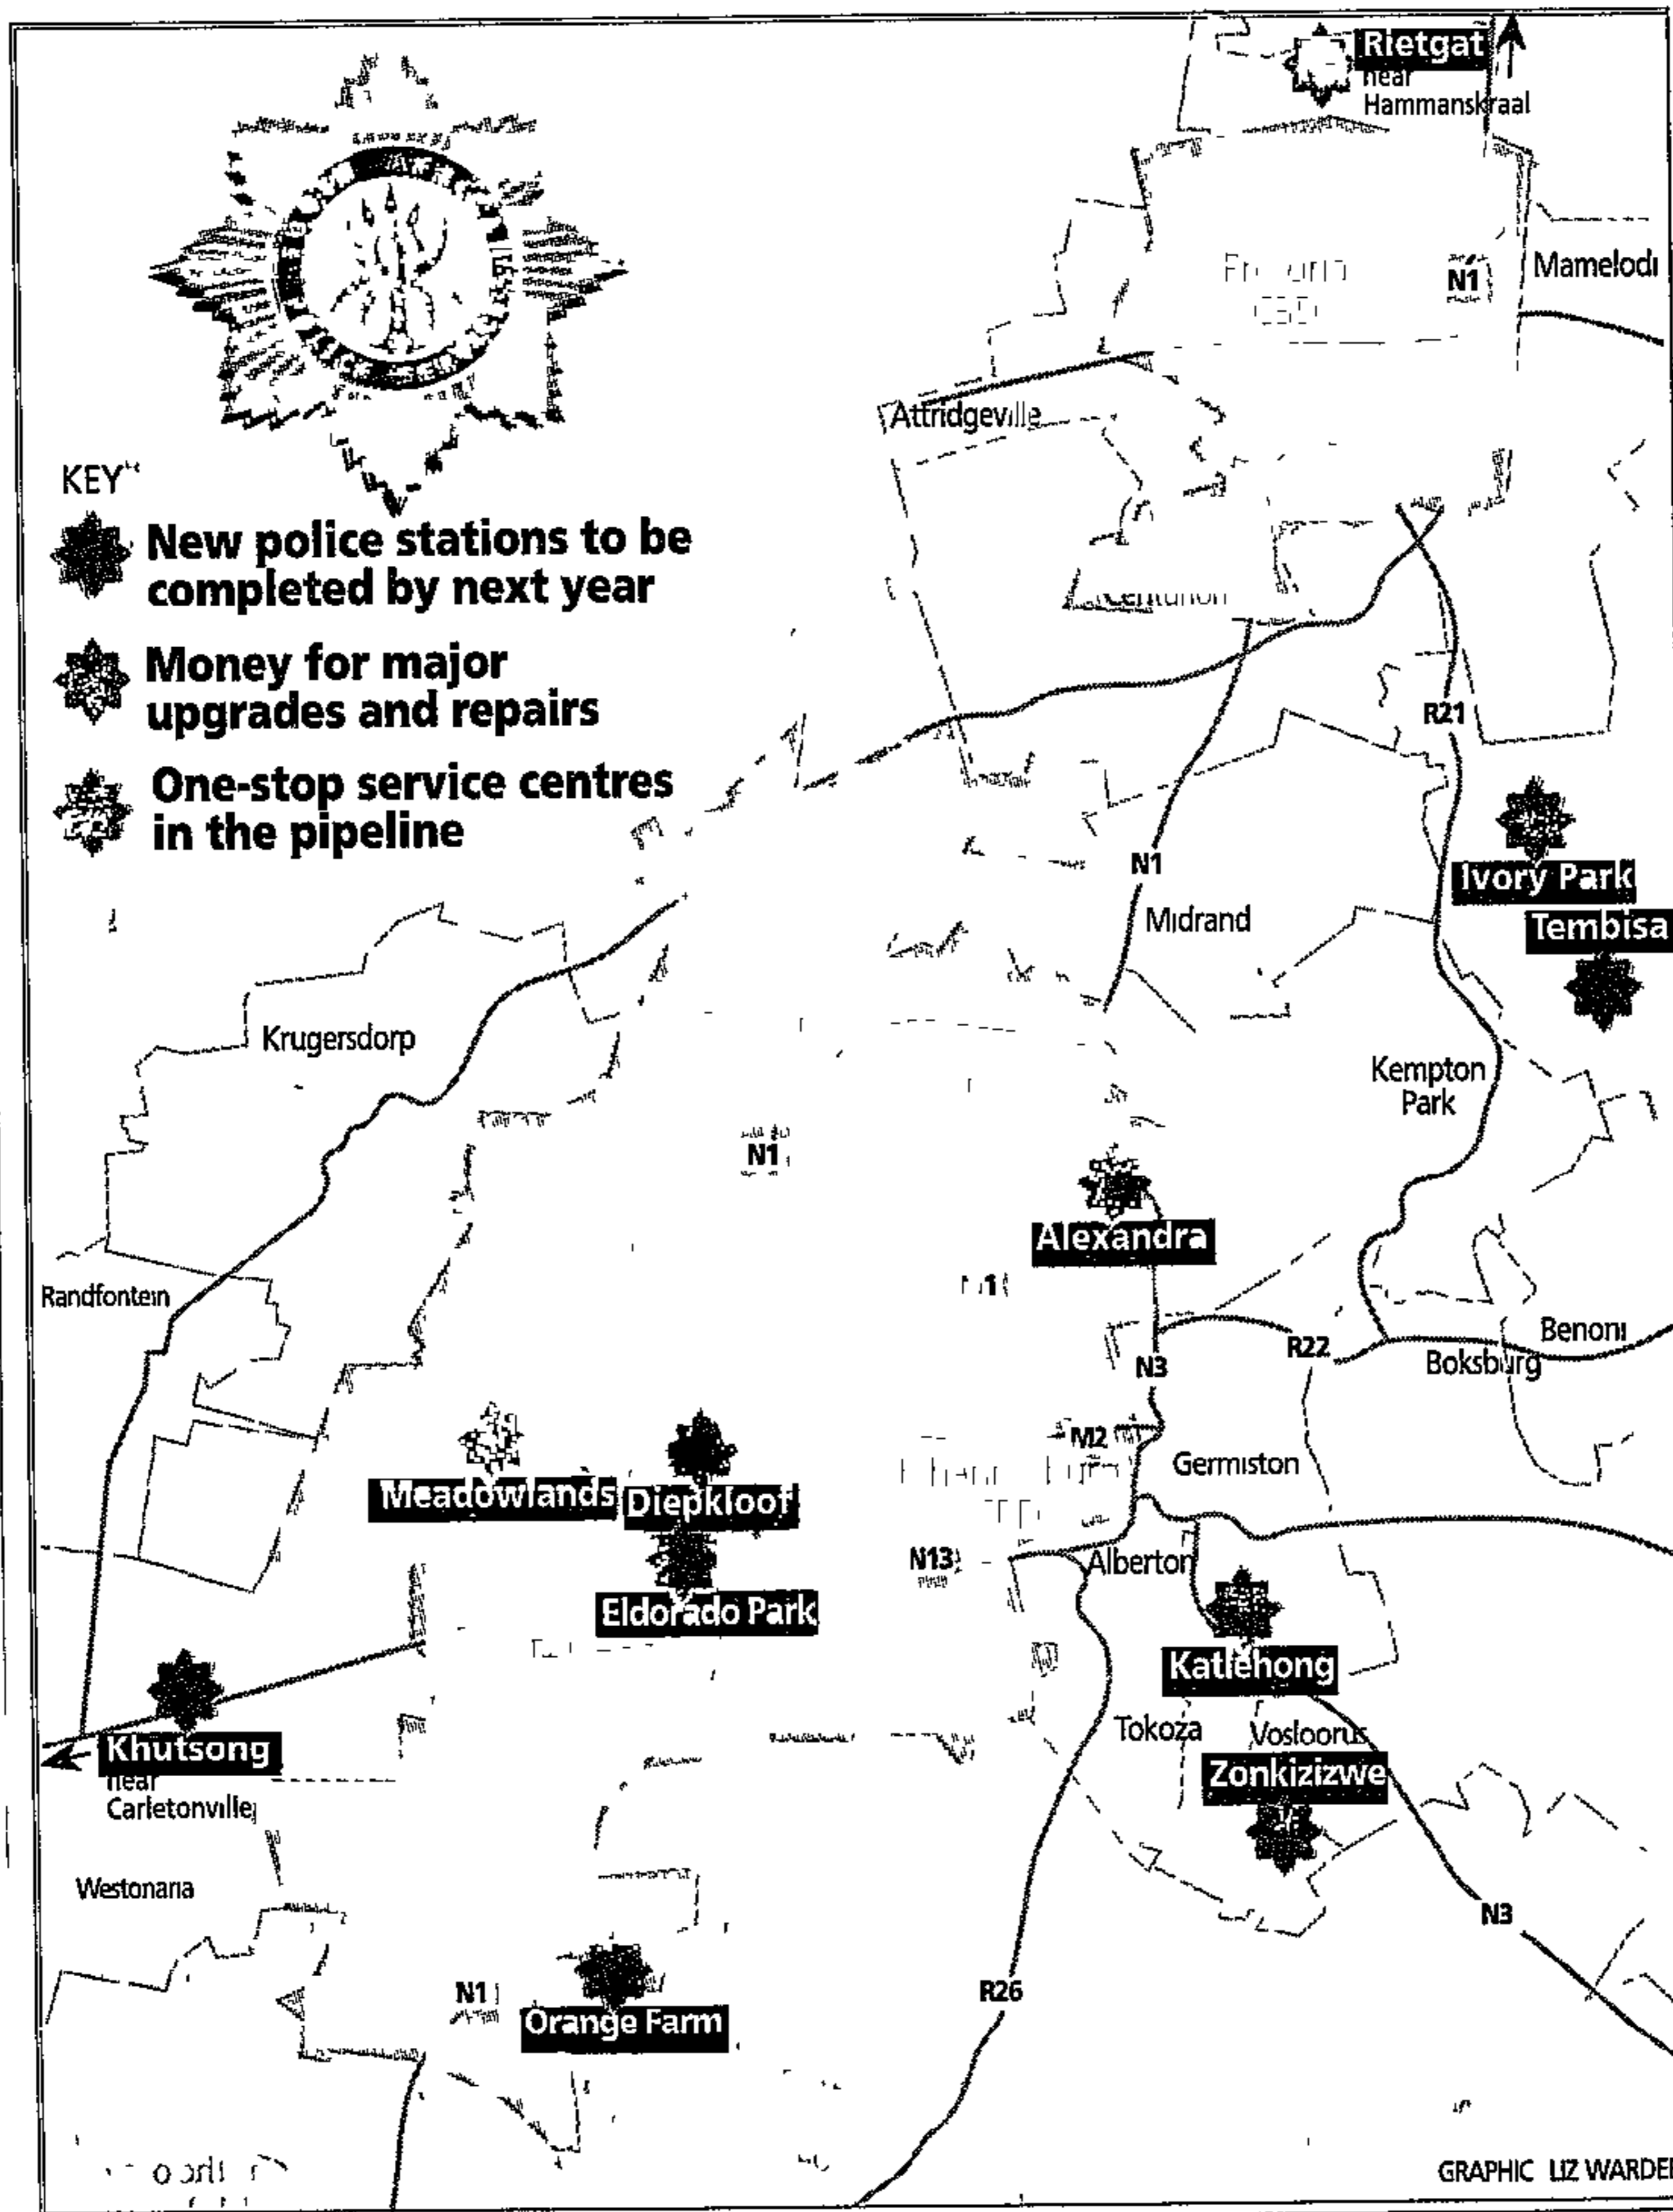 Rietgat
near
Hammanskraal
N1
Mamelodi
Attridgeville
KEY
New police stations to be
completed by next year
Money for major
upgrades and repairs
One-stop service centres
in the pipeline
Centurion
R21
N1
Midrand
Ivory Park
Tembisa
Krugersdorp
Kempton
Park
N1
Alexandra
Randfontein
N3
R22
Benoni
Boksburg
M2
Germiston
Meadowlands
Diepkloof
N13
Alberton
Eldorado Park
Katlehong
Tokoza
Vosloorus
Khutsong
near
Carletonville
Zonkizizwe
Westonaria
N3
N1
R26
Orange Farm
GRAPHIC LIZ WARDER